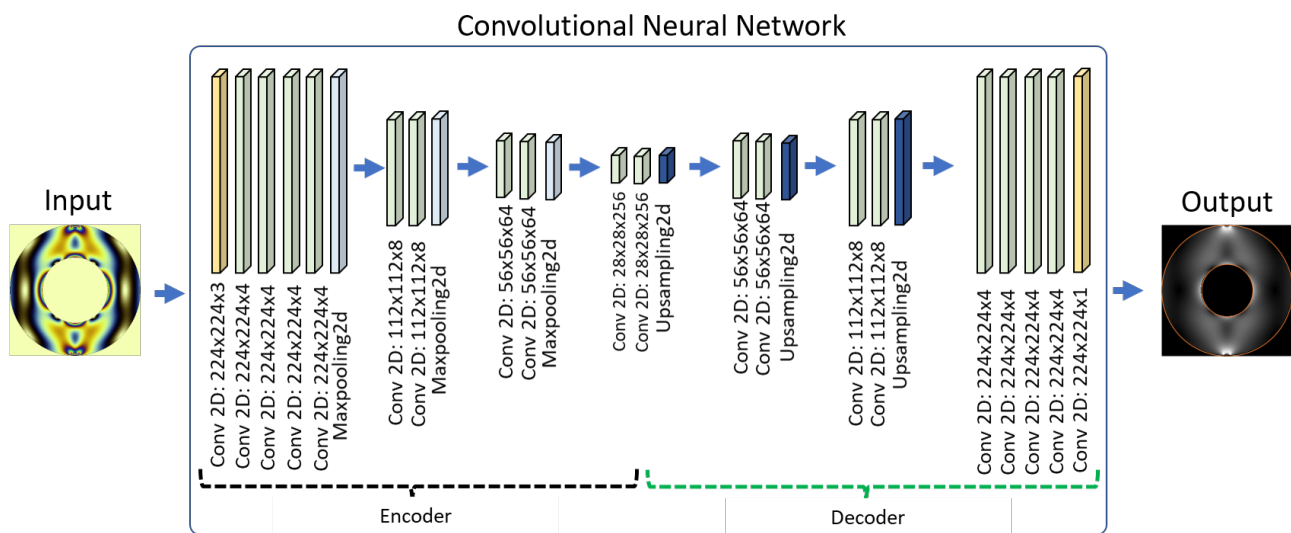 Convolutional Neural Network
Input
Conv 2D: 224x224x3
Conv 2D: 224x224x4
Conv 2D: 224x224x4
Conv 2D: 224x224x4
Conv 2D: 224x224x4
Maxpooling2d
Conv 2D: 112x112x8
Conv 2D: 112x112x8
Maxpooling2d
Conv 2D: 56x56x64
Conv 2D: 56x56x64
Maxpooling2d
Conv 2D: 28x28x256
Conv 2D: 28x28x256
Upsampling2d
Conv 2D: 56x56x64
Conv 2D: 56x56x64
Upsampling2d
Conv 2D: 112x112x8
Conv 2D: 112x112x8
Upsampling2d
Conv 2D: 224x224x4
Conv 2D: 224x224x4
Conv 2D: 224x224x4
Conv 2D: 224x224x4
Conv 2D: 224x224x1
Output
Encoder
Decoder